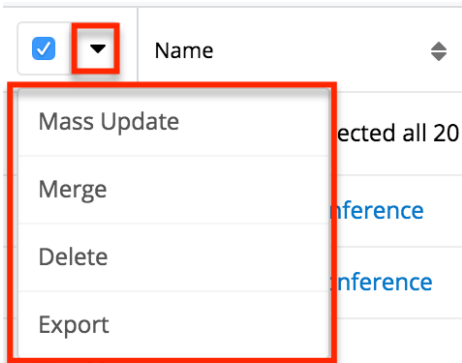 Name
Mass Update
ected all 20
Merge
nference
Delete
nference
Export